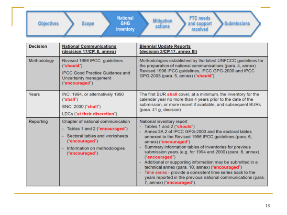 Objectives
Scope
National GHG Inventory
Mitigation actions
FTC needs and support received
Submissions
Decision
National Communications
(decision 17/CP. 8, annex)
Biennial Update Reports
(decision 2/CP.17, annex III)
Methodology
Revised 1996 IPCC guidelines
("should")
IPCC Good Practice Guidance and
Uncertainty management
("encouraged")
Methodologies established by the latest UNFCCC guidelines for
the preparation of national communications (para. 4, annex)
Revised 1996 IPCC guidelines, IPCC GPG-2000 and IPCC
GPG-2003 (para. 5, annex) ("should")
Years
INC: 1994, or alternatively 1990
("shall")
SNC: 2000 ("shall")
LDCs ("at their discretion")
The first BUR shall cover, at a minimum, the inventory for the
calendar year no more than 4 years prior to the date of the
submission, or more recent if available, and subsequent BURs
(para. 41 g, decision)
Reporting
Chapter of national communication
- Tables 1 and 2 ("encouraged")
- Sectoral tables and worksheets
("encouraged")
- Information on methodologies
("encouraged")
National inventory report
- Tables 1 and 2 ("should")
- Annex 3A.2 of IPCC GPG-2003 and the sectoral tables
annexed to the Revised 1996 IPCC guidelines (para. 6,
annex) ("encouraged")
- Summary information tables of inventories for previous
submission years (e.g. for 1994 and 2000) (para. 8, annex)
("encouraged")
- Additional or supporting information may be submitted in a
technical annex (para. 10, annex) ("encouraged")
- Time series - provide a consistent time series back to the
years reported in the previous national communications (para.
7, annex) ("encouraged")